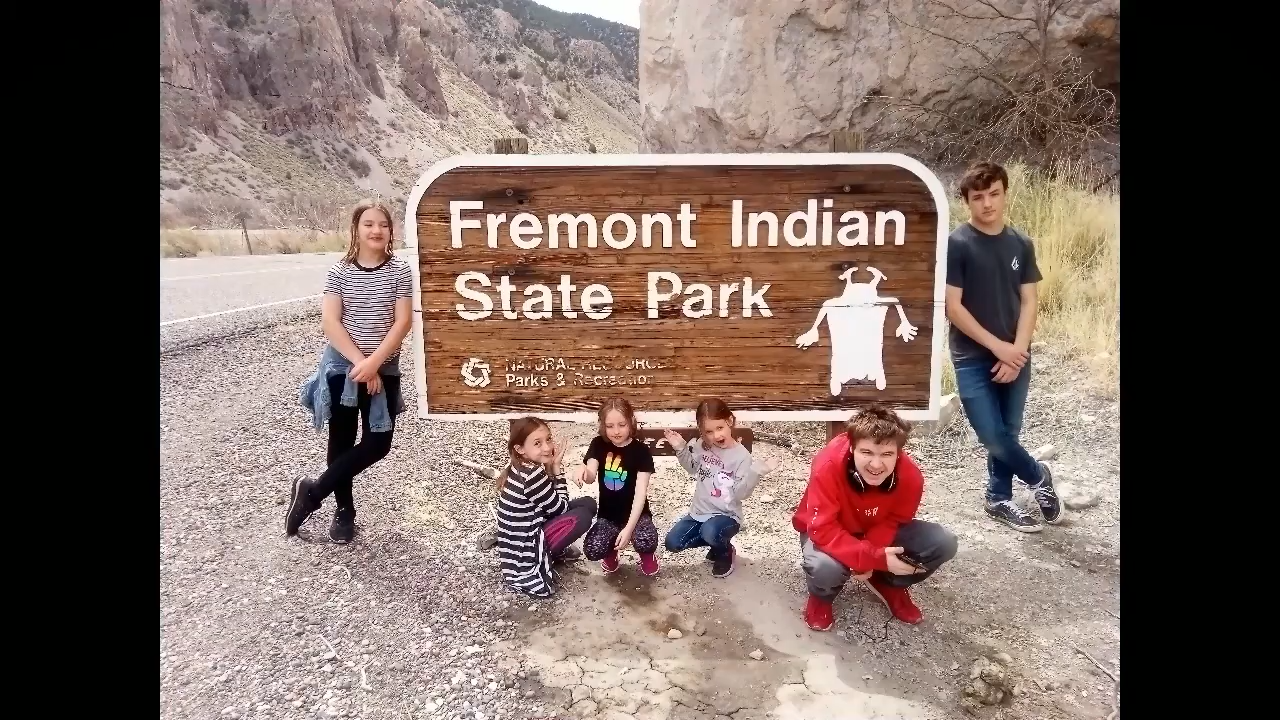 Fremont Indian
State Park
NATURAL RESOURCES
Parks & Recreation